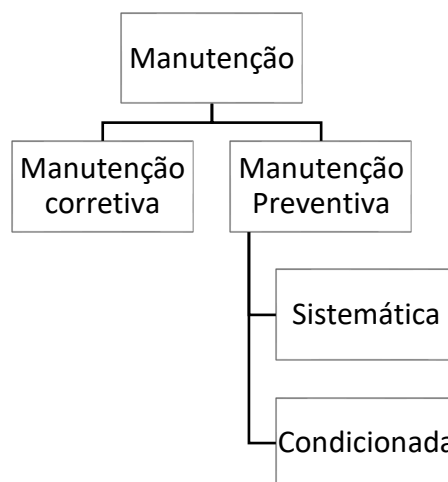 Manutenção
Manutenção
corretiva
Manutenção
Preventiva
Sistemática
Condicionada